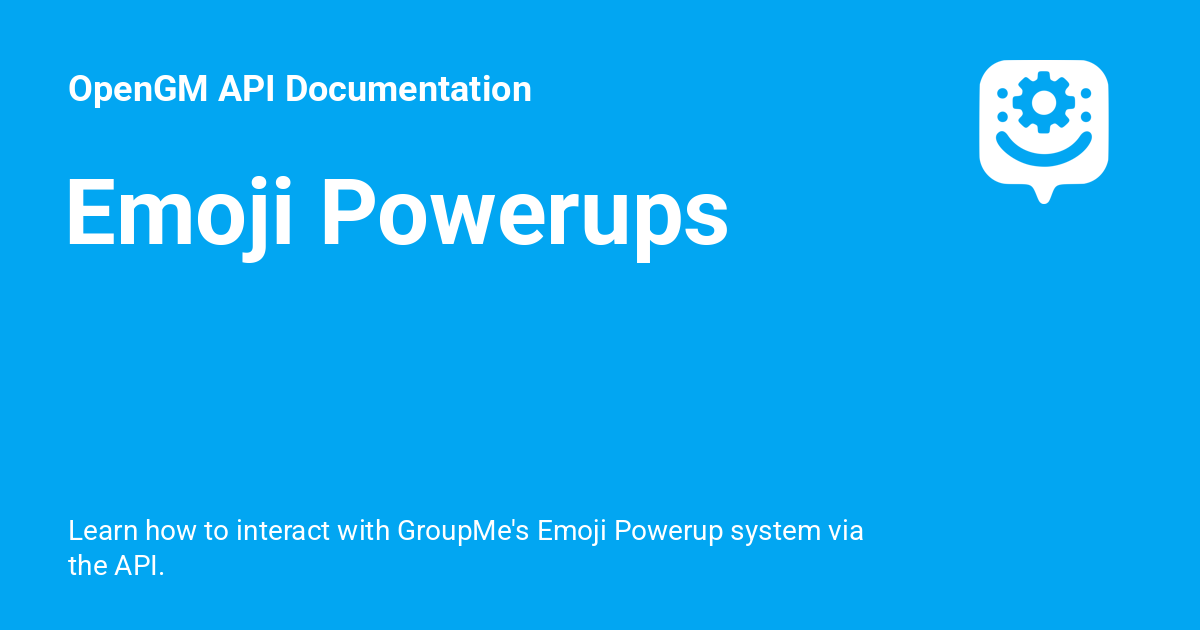 OpenGM API Documentation
Emoji Powerups
Learn how to interact with GroupMe's Emoji Powerup system via
the API.